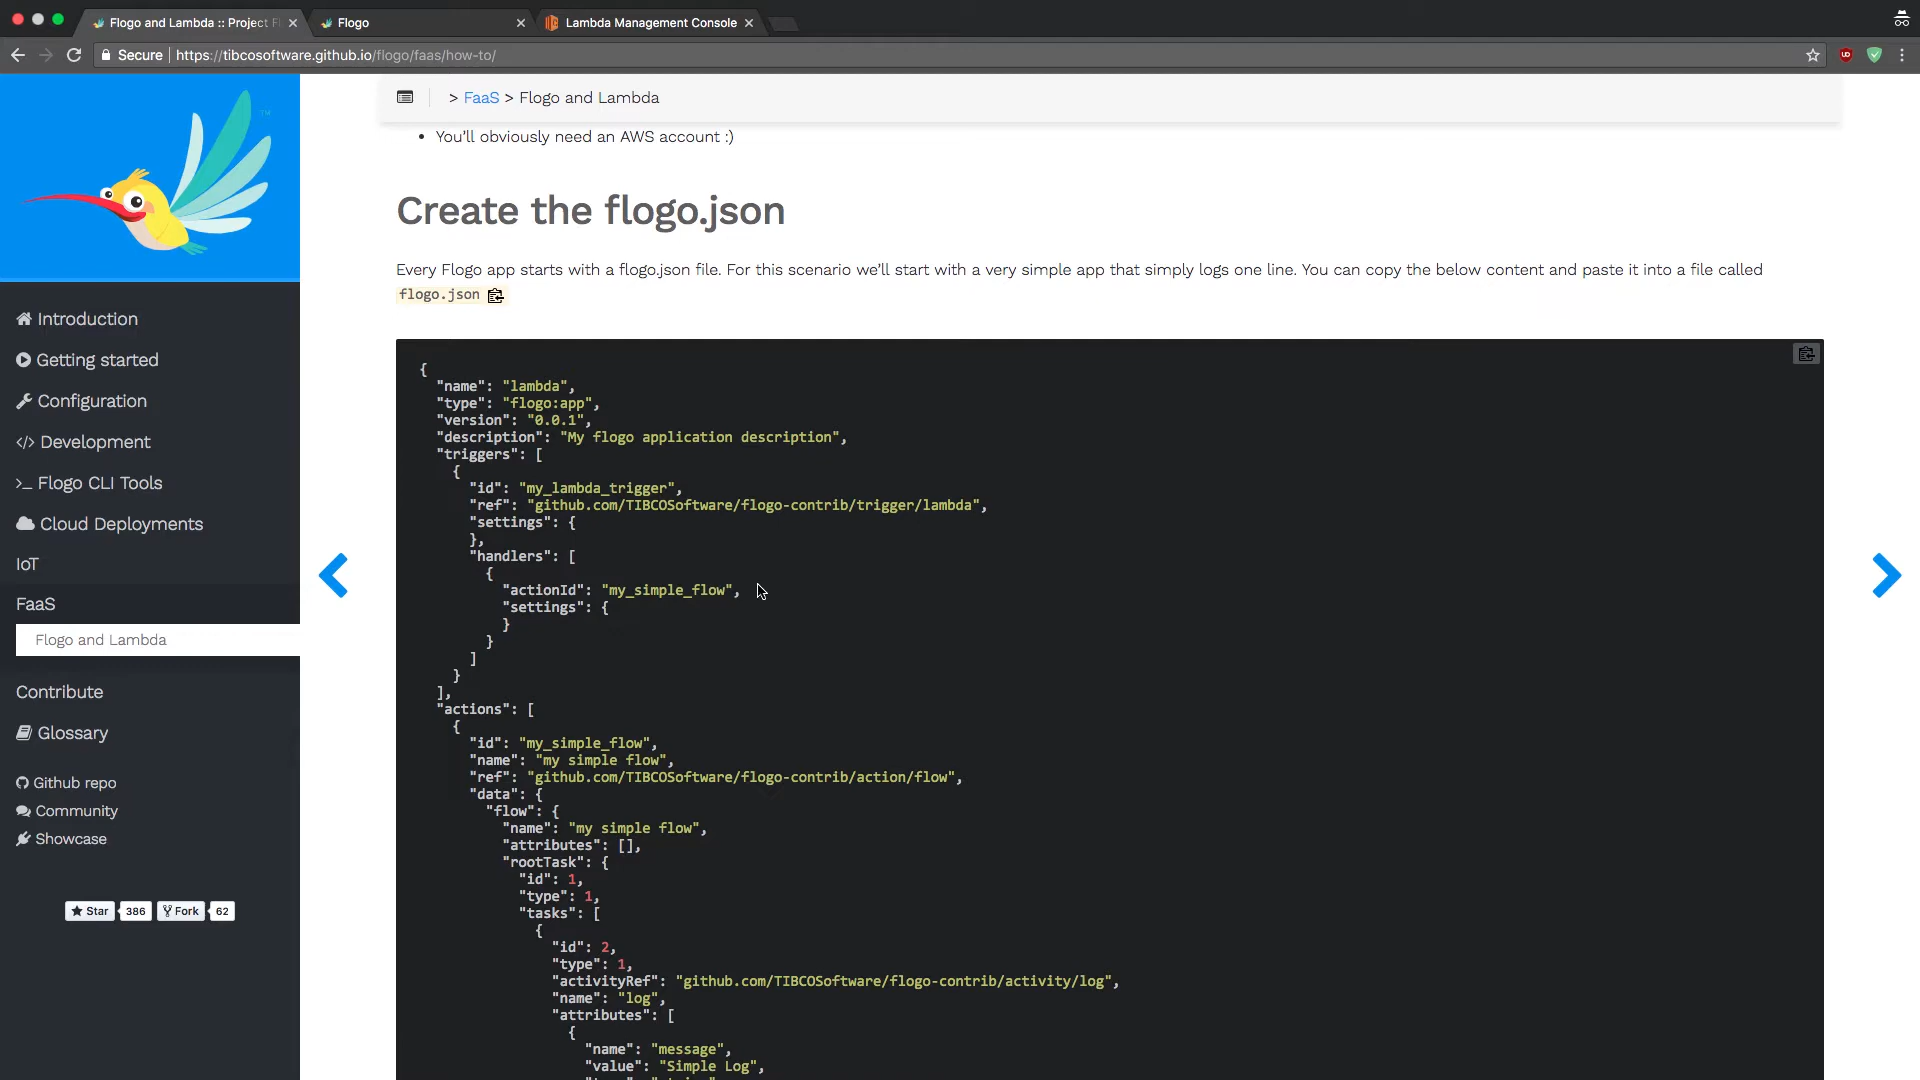 Flogo and Lambda :: Project Fl
Flogo
Lambda Management Console
Secure https://tibcosoftware.github.io/flogo/faas/how-to/
TM
Introduction
Getting started
Configuration
Development
Flogo CLI Tools
Cloud Deployments
IoT
FaaS
Flogo and Lambda
Contribute
Glossary
Github repo
Community
Showcase
Star 386 Fork 62
> FaaS > Flogo and Lambda
• You'll obviously need an AWS account :)
Create the flogo.json
Every Flogo app starts with a flogo.json file. For this scenario we'll start with a very simple app that simply logs one line. You can copy the below content and paste it into a file called
flogo.json
{
"name": "lambda",
"type": "flogo:app",
"version": "0.0.1",
"description": "My flogo application description",
"triggers": [
{
"id": "my_lambda_trigger",
"ref": "github.com/TIBCOSoftware/flogo-contrib/trigger/lambda",
"settings": {
},
"handlers": [
{
"actionId": "my_simple_flow",
"settings": {
}
}
]
}
],
"actions": [
{
"id": "my_simple_flow",
"name": "my simple flow",
"ref": "github.com/TIBCOSoftware/flogo-contrib/action/flow",
"data": {
"flow": {
"name": "my simple flow",
"attributes": [],
"rootTask": {
"id": 1,
"type": 1,
"tasks": [
{
"id": 2,
"type": 1,
"activityRef": "github.com/TIBCOSoftware/flogo-contrib/activity/log",
"name": "log",
"attributes": [
{
"name": "message",
"value": "Simple Log",